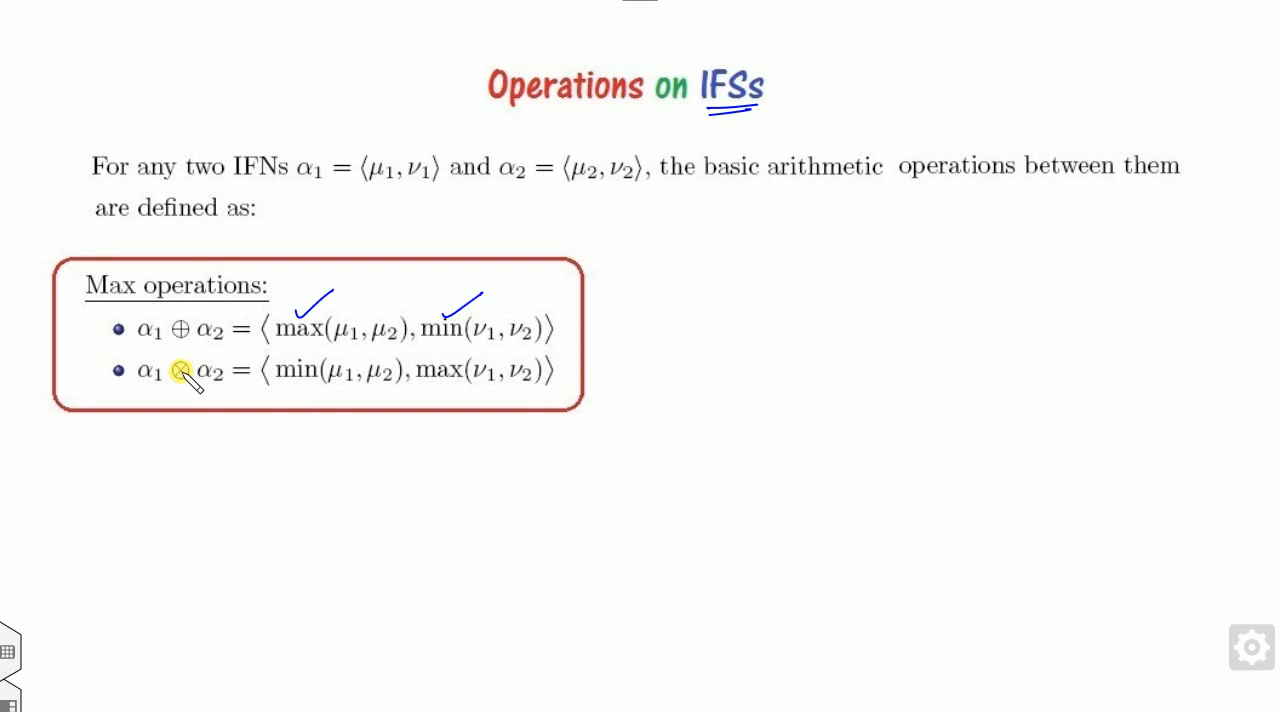 Operations on IFSs
For any two IFNs α₁ = ⟨μ₁, ν₁⟩ and α₂ = ⟨μ₂, ν₂⟩, the basic arithmetic operations between them
are defined as:
Max operations:
• α₁ ⊕ α₂ = ⟨ max(μ₁, μ₂), min(ν₁, ν₂)⟩
• α₁ ⊗ α₂ = ⟨ min(μ₁, μ₂), max(ν₁, ν₂)⟩